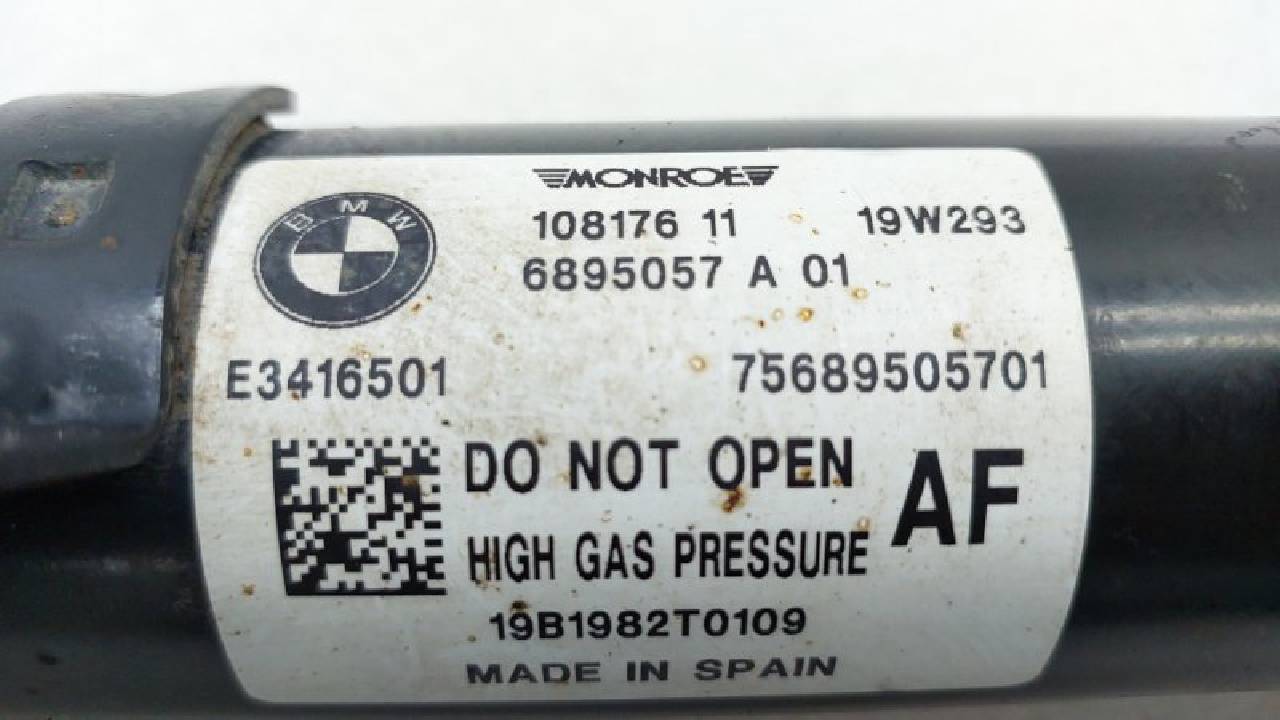 MONROE
BMW
108176 11 19W293
6895057 A 01
E3416501 75689505701
DO NOT OPEN
AF
HIGH GAS PRESSURE
19B1982T0109
MADE IN SPAIN